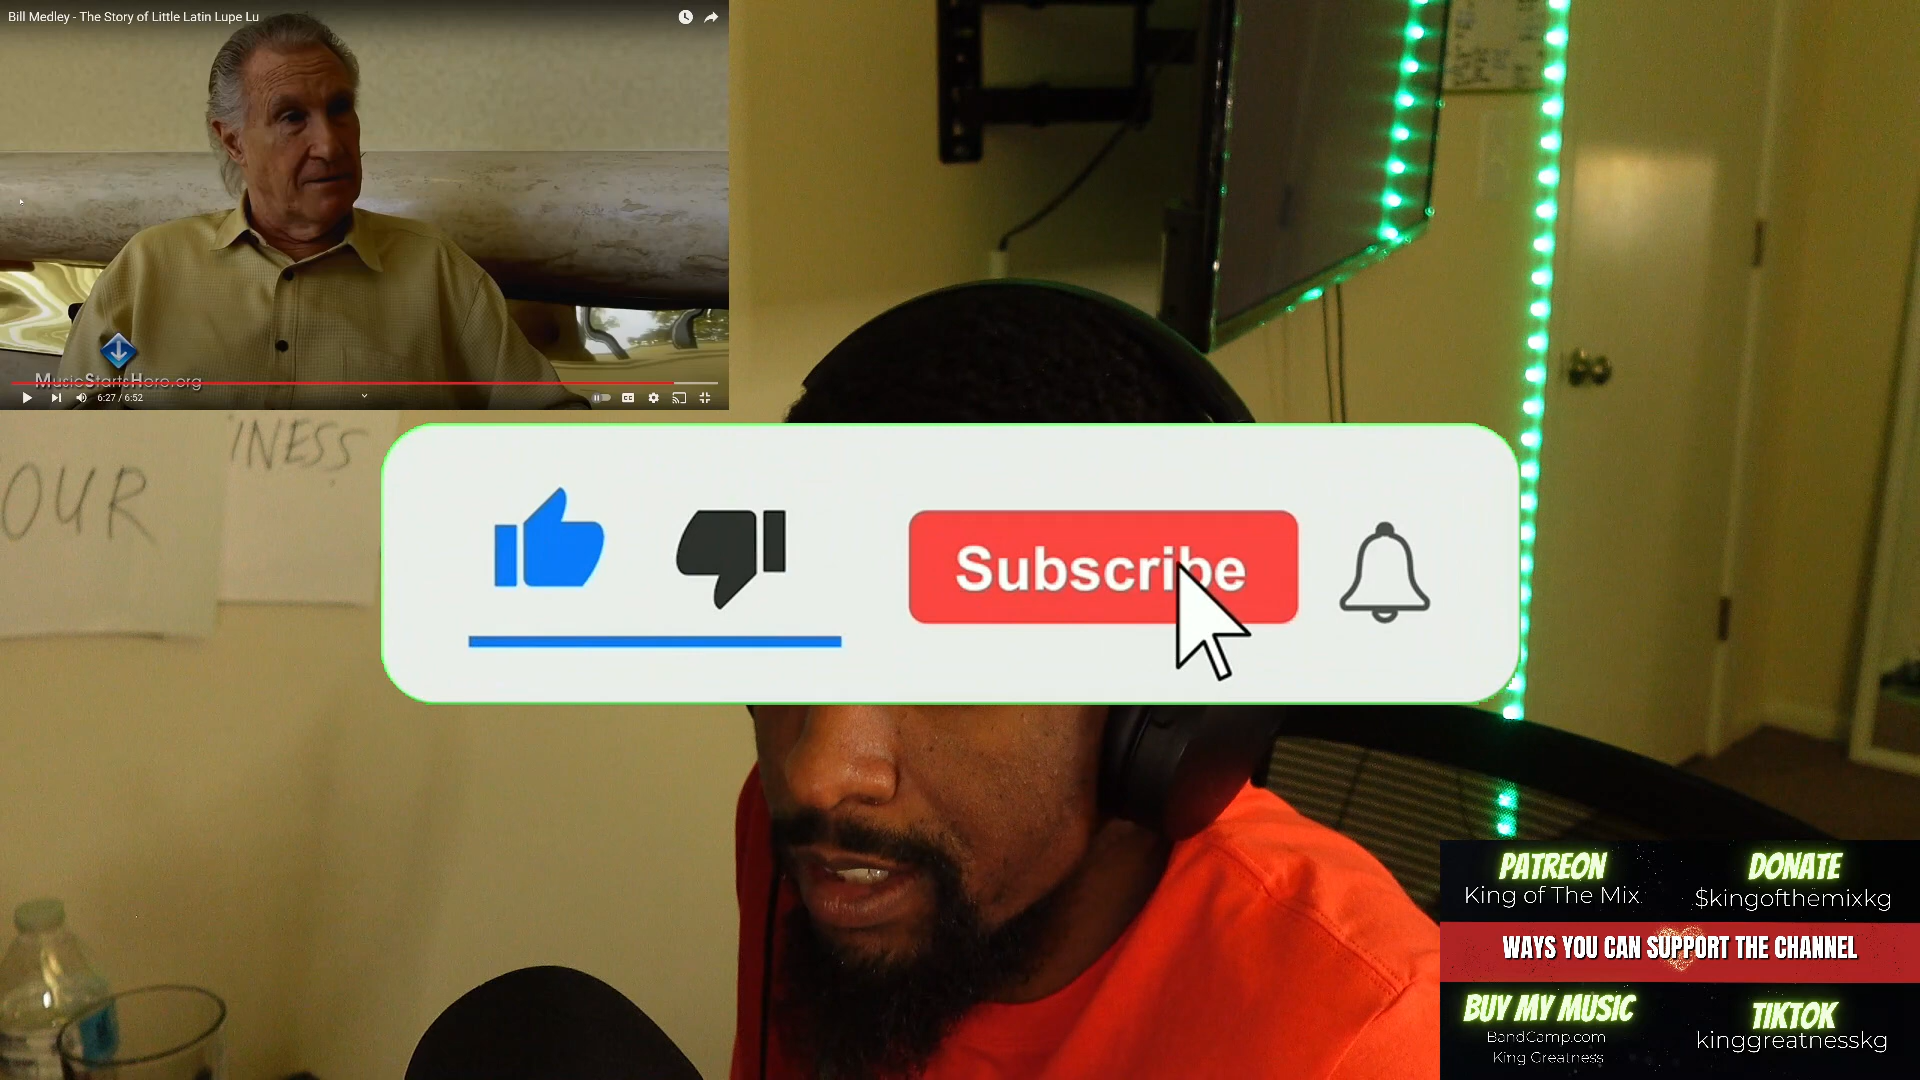 Bill Medley - The Story of Little Latin Lupe Lu
MusicStartsHere.org
6:27 / 6:52
CC
OUR
INESS
Subscribe
PATREON
King of The Mix
DONATE
$kingofthemixkg
WAYS YOU CAN SUPPORT THE CHANNEL
BUY MY MUSIC
BandCamp.com
King Greatness
TIKTOK
kinggreatnesskg